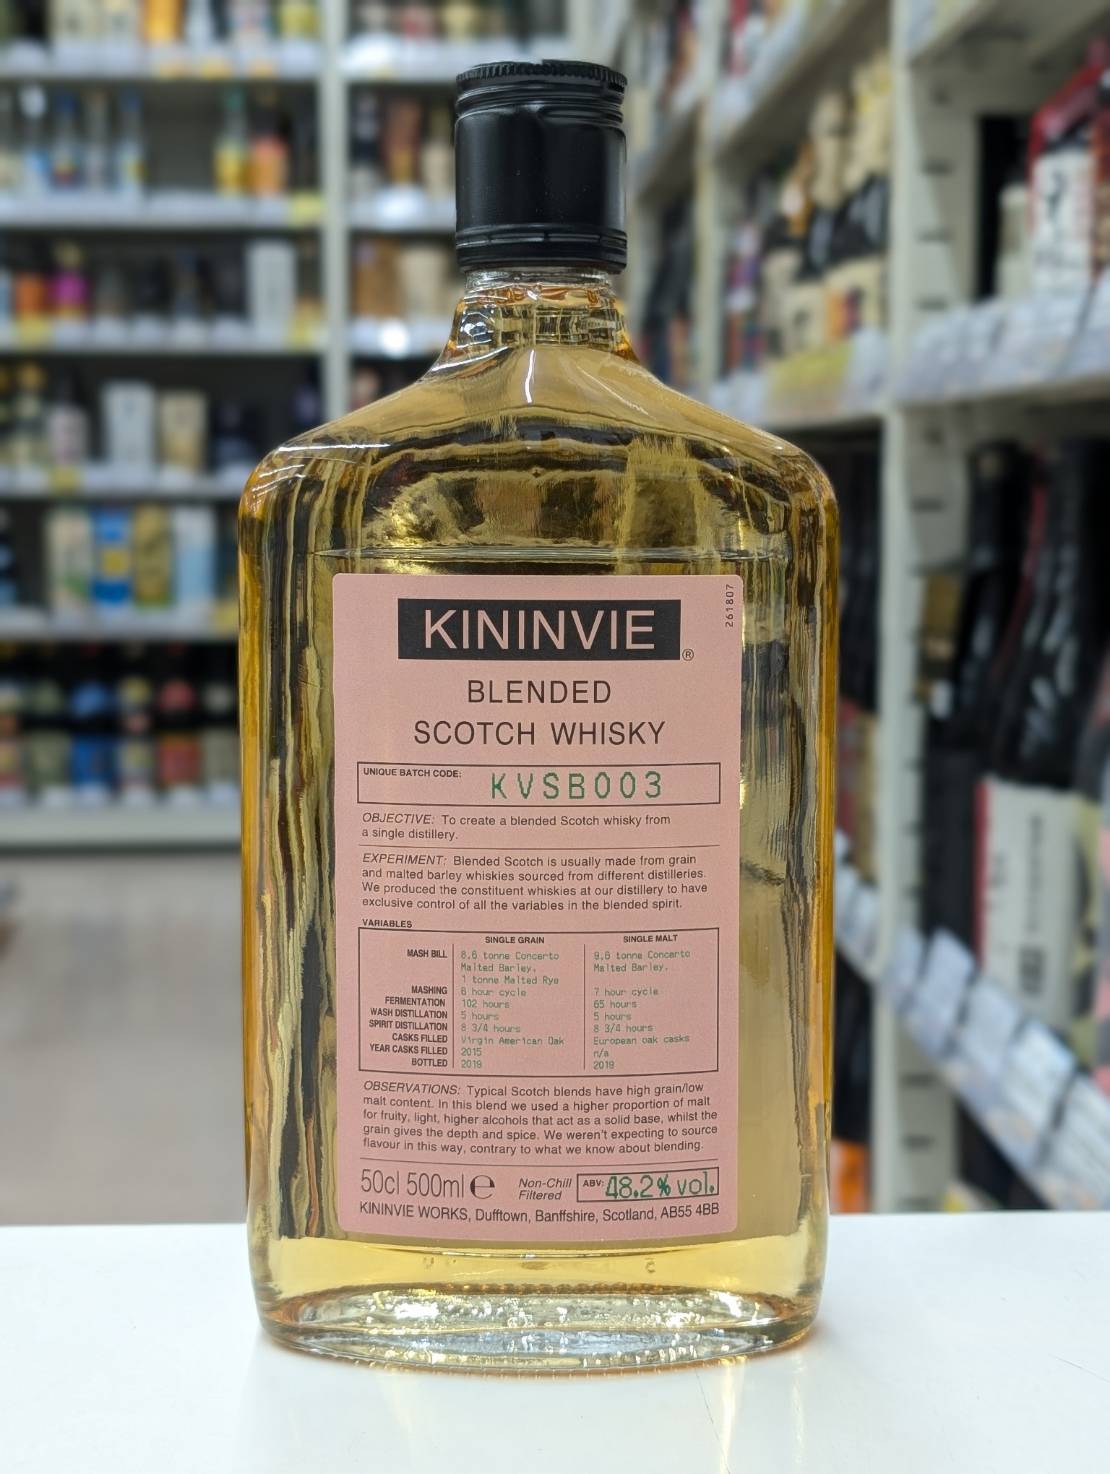 KININVIE
®
261807
BLENDED
SCOTCH WHISKY
UNIQUE BATCH CODE: KVSB003
OBJECTIVE: To create a blended Scotch whisky from
a single distillery.
EXPERIMENT: Blended Scotch is usually made from grain
and malted barley whiskies sourced from different distilleries.
We produced the constituent whiskies at our distillery to have
exclusive control of all the variables in the blended spirit.
VARIABLES
SINGLE GRAIN SINGLE MALT
MASH BILL 8.6 tonne Concerto 9.6 tonne Concerto
Malted Barley, Malted Barley.
1 tonne Malted Rye
MASHING 6 hour cycle 7 hour cycle
FERMENTATION 102 hours 65 hours
WASH DISTILLATION 5 hours 5 hours
SPIRIT DISTILLATION 8 3/4 hours 8 3/4 hours
CASKS FILLED Virgin American Oak European oak casks
YEAR CASKS FILLED 2015 n/a
BOTTLED 2019 2019
OBSERVATIONS: Typical Scotch blends have high grain/low
malt content. In this blend we used a higher proportion of malt
for fruity, light, higher alcohols that act as a solid base, whilst the
grain gives the depth and spice. We weren't expecting to source
flavour in this way, contrary to what we know about blending.
50cl 500ml e Non-Chill Filtered ABV: 48.2% vol.
KININVIE WORKS, Dufftown, Banffshire, Scotland, AB55 4BB